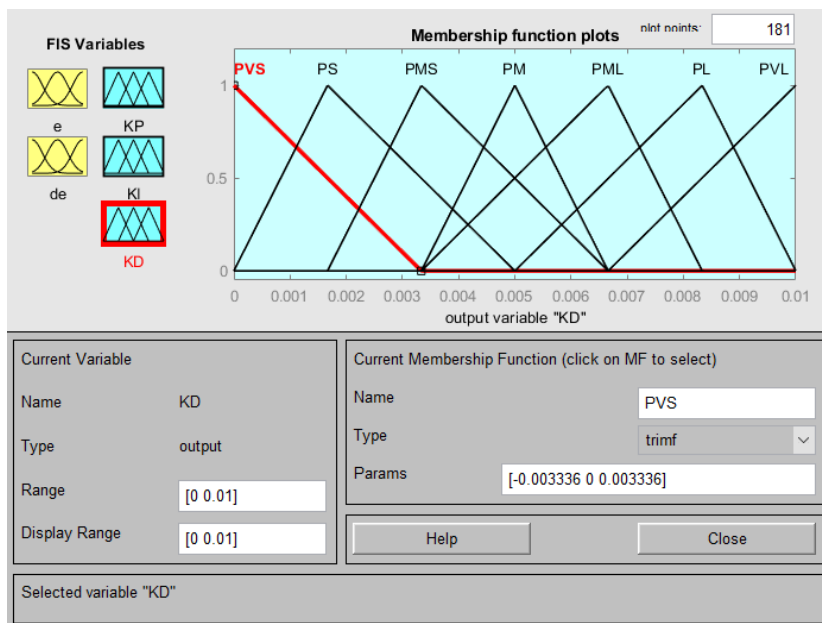 FIS Variables
Membership function plots
plot points:
181
PVS PS PMS PM PML PL PVL
1
0.5
0
0 0.001 0.002 0.003 0.004 0.005 0.006 0.007 0.008 0.009 0.01
output variable "KD"
e KP
de KI
KD
Current Variable
Name KD
Type output
Range [0 0.01]
Display Range [0 0.01]
Current Membership Function (click on MF to select)
Name PVS
Type trimf
Params [-0.003336 0 0.003336]
Help Close
Selected variable "KD"